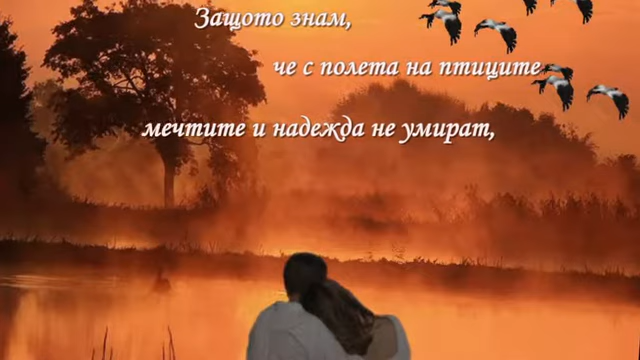 Защото знам,
че с полета на птиците
мечтите и надежда не умират,